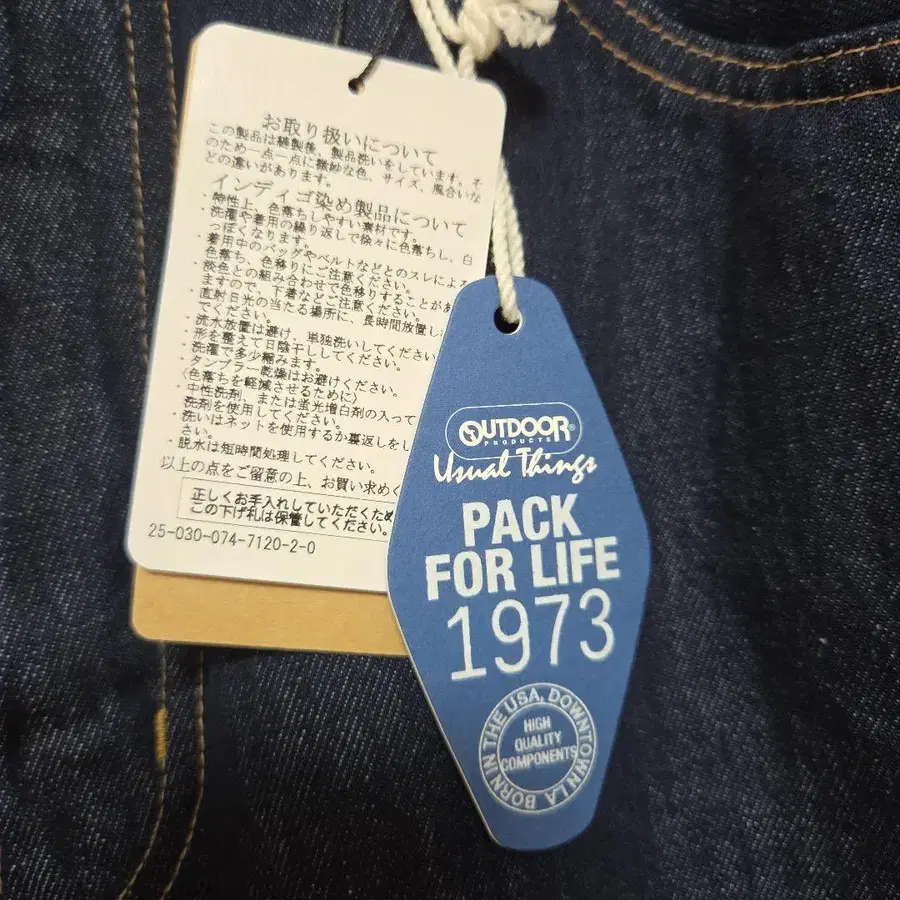 お取り扱いについて
この製品は縫製後、製品洗いをしています。そ
のため一点一点に微妙な色、サイズ、風合いな
どの違いがあります。
インディゴ染め製品について
・特性上、色落ちしやすい素材です。
・洗濯や着用の繰り返しで徐々に色落ちし、白
っぽくなります。
・着用中のバッグやベルトなどとのスレによる
色落ち、色移りにご注意ください。
・淡色との組み合わせで色移りすることがあ
ますので、下着などご注意ください。
・直射日光の当たる場所に、長時間放置し
でください。
・流水放置は避け、単独洗いしてください
・形を整えて日陰干ししてください。
・洗濯で多少縮みます。
・タンブラー乾燥はお避けください。
〈色落ちを軽減させるために〉
・中性洗剤、または蛍光増白剤の入って
洗剤を使用してください。
・洗いはネットを使用するか裏返しをし
さい。
・脱水は短時間処理してください。
以上の点をご留意の上、お買い求めく
正しくお手入れしていただくため
この下げ札は保管してください。
25-030-074-7120-2-0
OUTDOOR®
PRODUCTS
Usual Things
PACK
FOR LIFE
1973
BORN IN THE USA, DOWNTOWN LA
HIGH
QUALITY
COMPONENTS